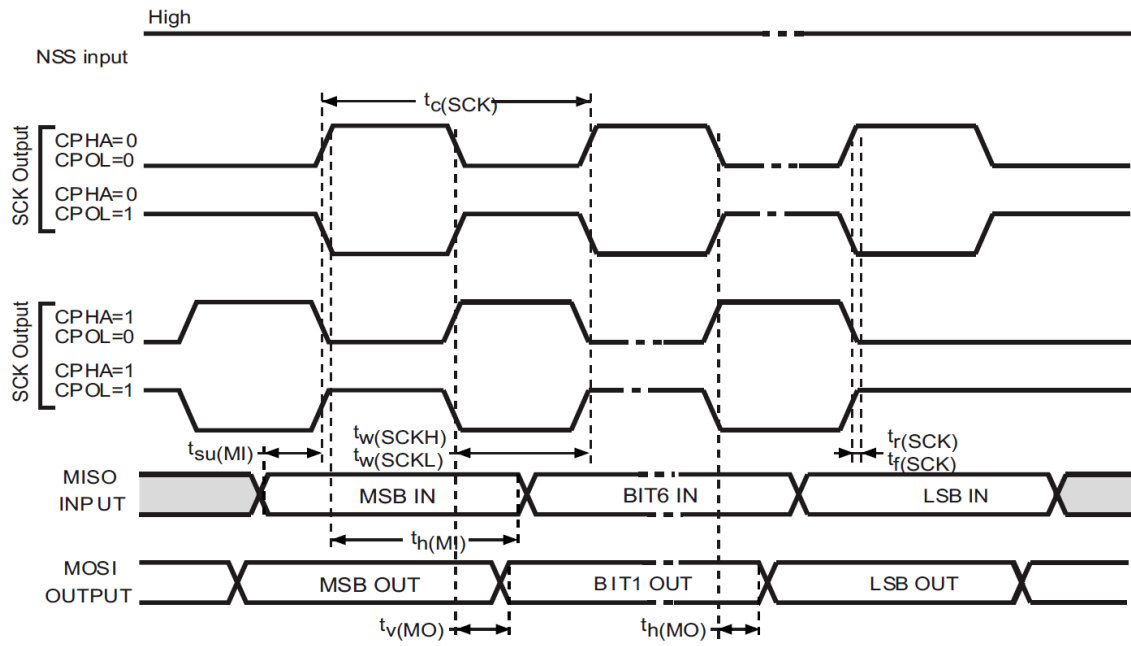 High
NSS input
tc(SCK)
SCK Output
CPHA=0
CPOL=0
CPHA=0
CPOL=1
SCK Output
CPHA=1
CPOL=0
CPHA=1
CPOL=1
tsu(MI)
tw(SCKH)
tw(SCKL)
tr(SCK)
tf(SCK)
MISO
INPUT
MSB IN
BIT6 IN
LSB IN
th(MI)
MOSI
OUTPUT
MSB OUT
BIT1 OUT
LSB OUT
tv(MO)
th(MO)